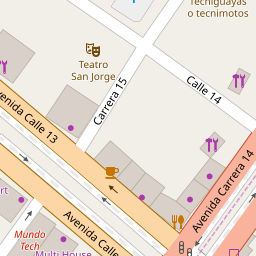 Techiguayas
o tecnimotos
Teatro
San Jorge
Carrera 15
Calle 14
Avenida Calle 13
Avenida Carrera 14
Mundo
Tech
Multi House
Avenida Calle